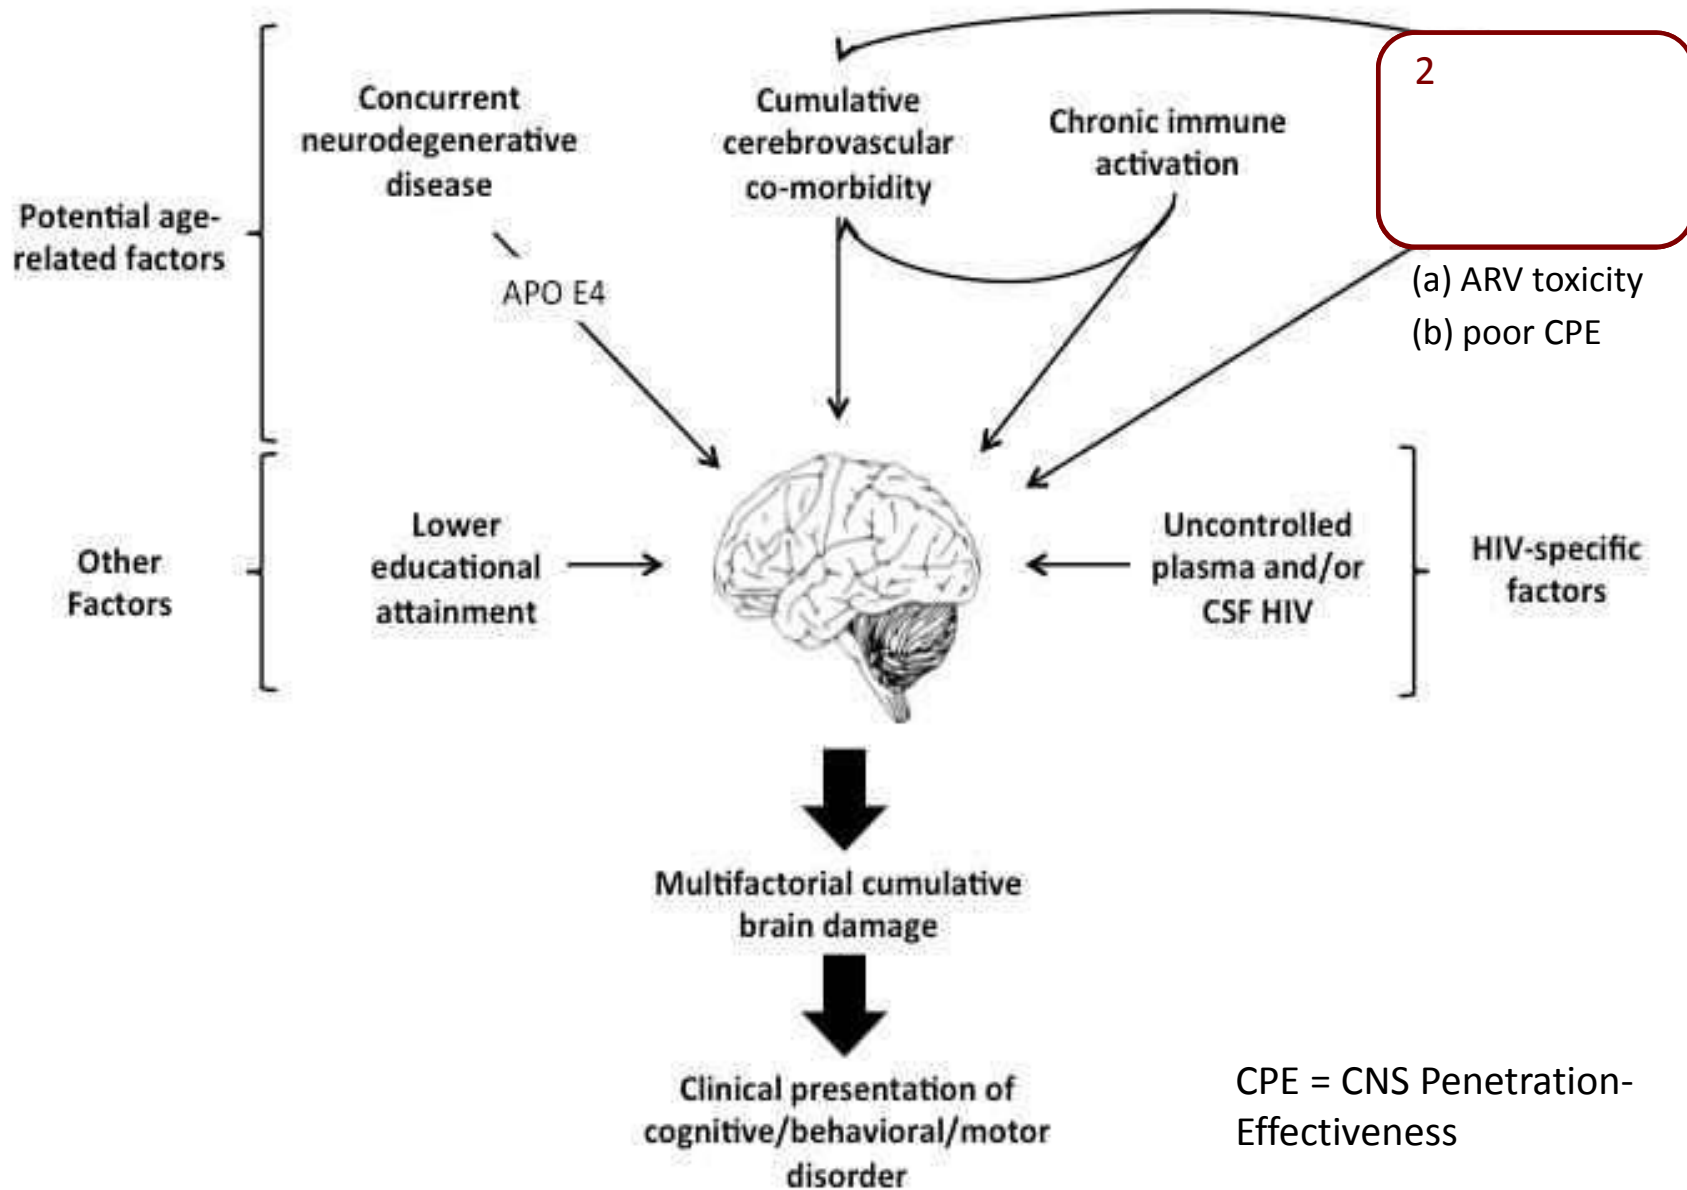 2
Concurrent
neurodegenerative
disease
Cumulative
cerebrovascular
co-morbidity
Chronic immune
activation
Potential age-
related factors
APO E4
(a) ARV toxicity
(b) poor CPE
Other
Factors
Lower
educational
attainment
Uncontrolled
plasma and/or
CSF HIV
HIV-specific
factors
Multifactorial cumulative
brain damage
Clinical presentation of
cognitive/behavioral/motor
disorder
CPE = CNS Penetration-
Effectiveness